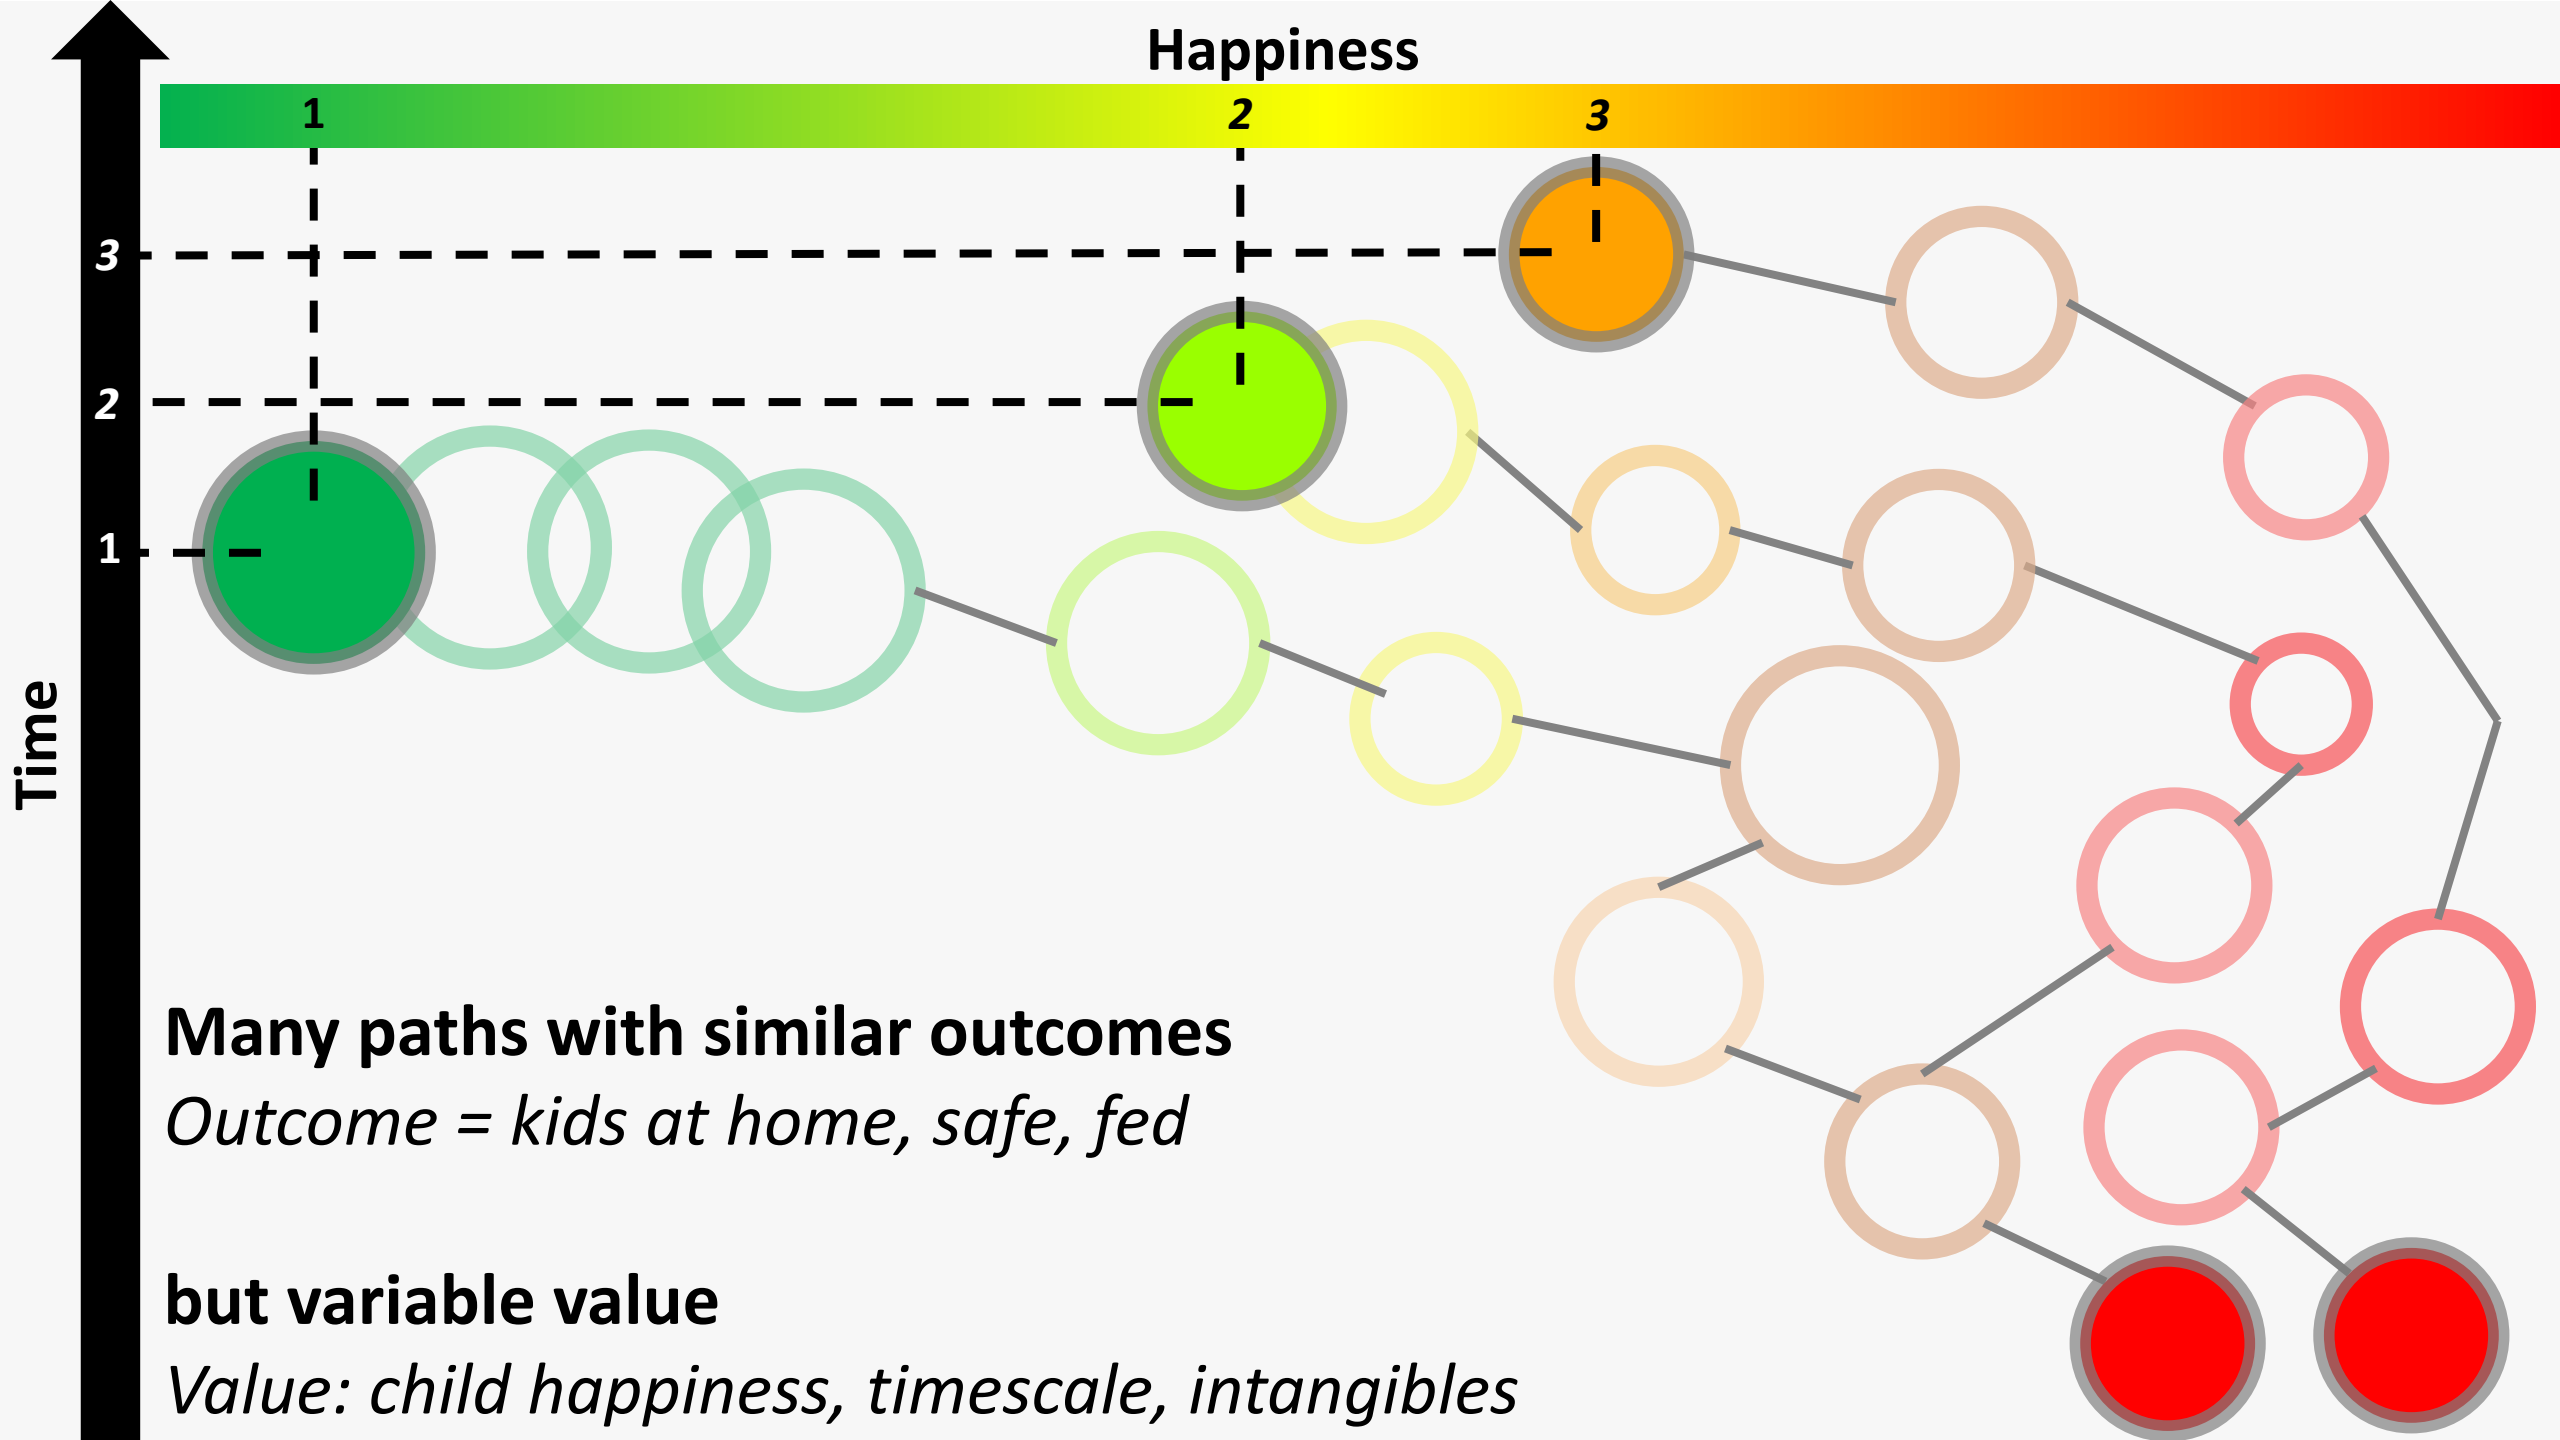 Happiness
1 2 3
3
2
1
Time
Many paths with similar outcomes
Outcome = kids at home, safe, fed
but variable value
Value: child happiness, timescale, intangibles